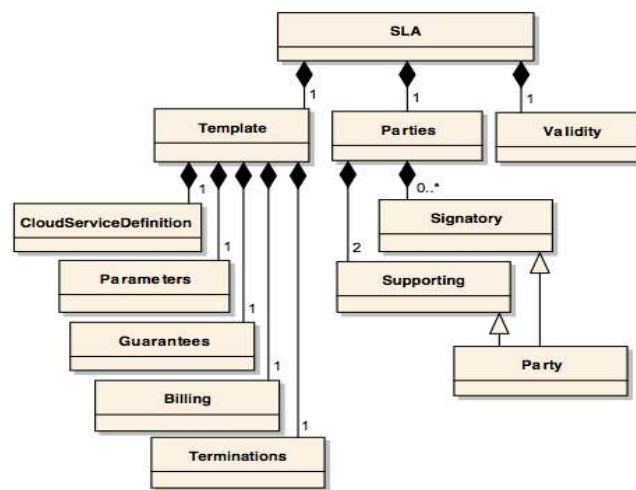 SLA
1
1
1
Template
Parties
Validity
1
0..*
CloudServiceDefinition
Signatory
1
2
Parameters
Supporting
1
Guarantees
Party
1
Billing
1
Terminations